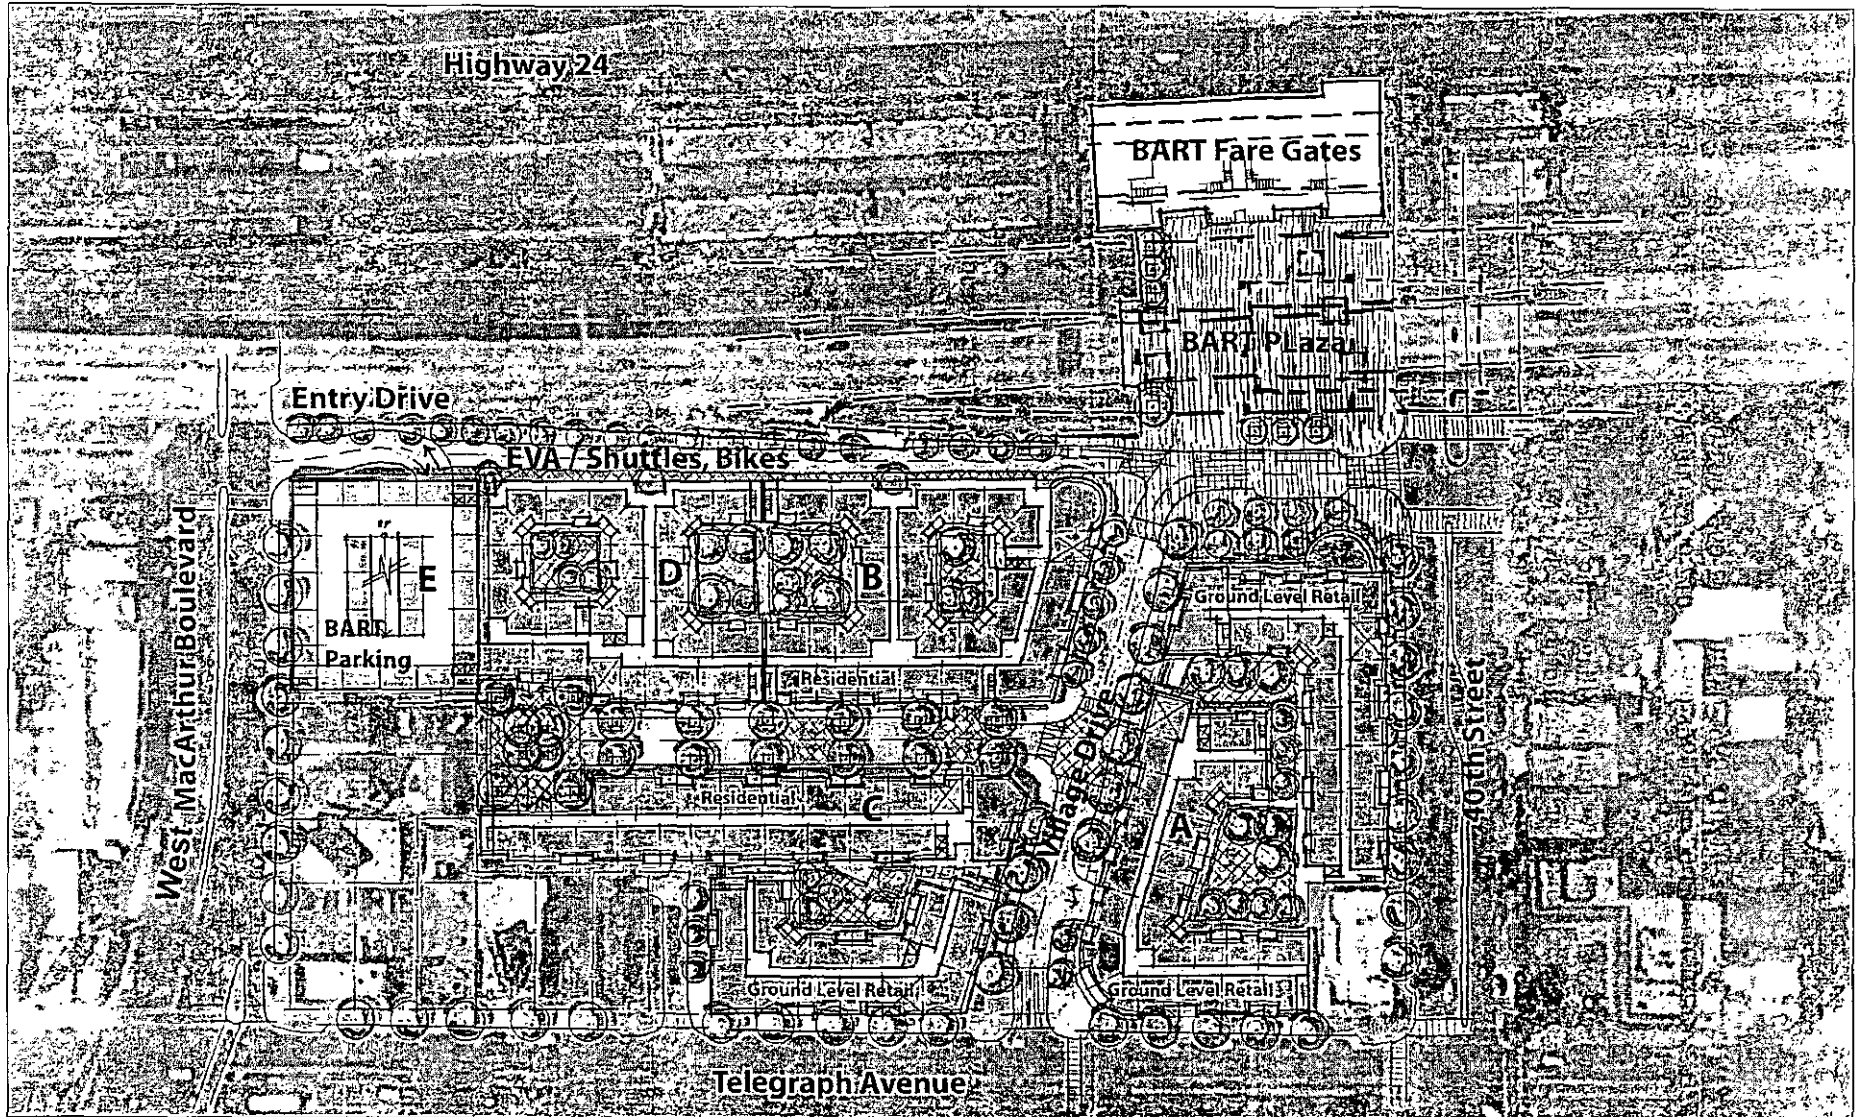 Highway 24
BART Fare Gates
BART PLaza
Entry Drive
EVA / Shuttles, Bikes
West MacArthur Boulevard
E
BART
Parking
D
B
Ground Level Retail
Residential
Village Drive
40th Street
Residential
C
A
Ground Level Retail
Ground Level Retail
Telegraph Avenue